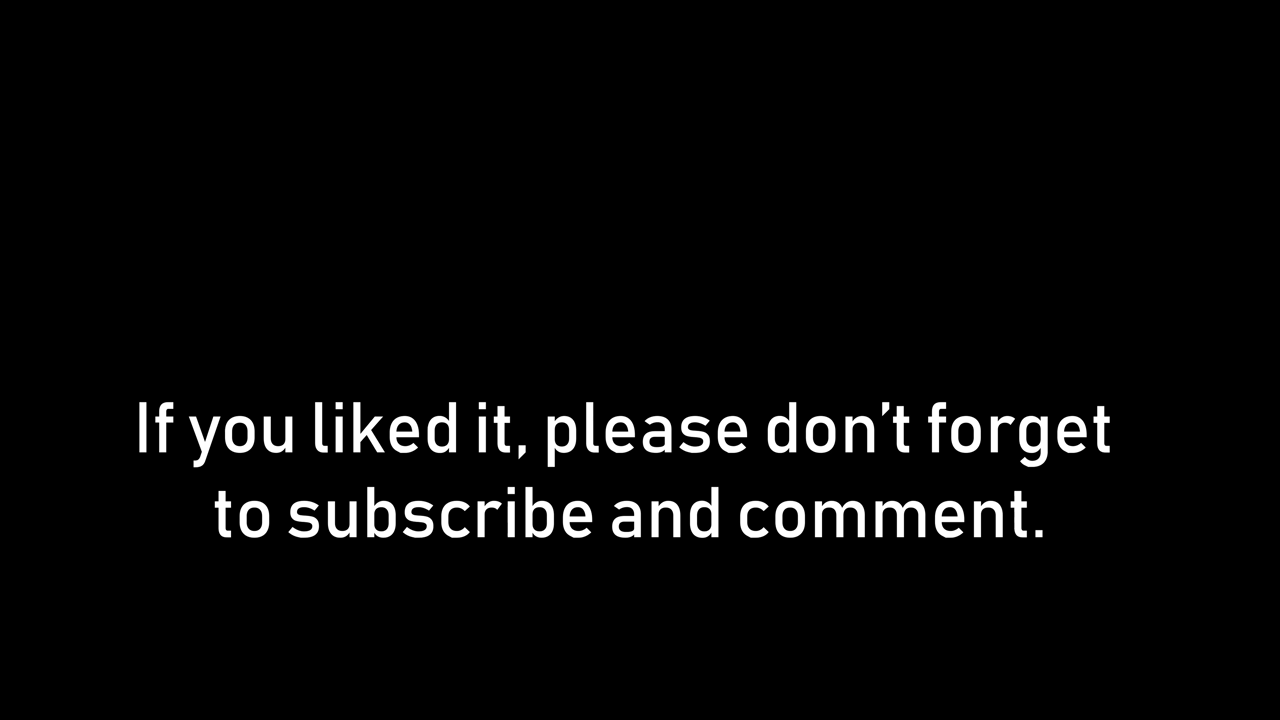 If you liked it, please don’t forget
to subscribe and comment.